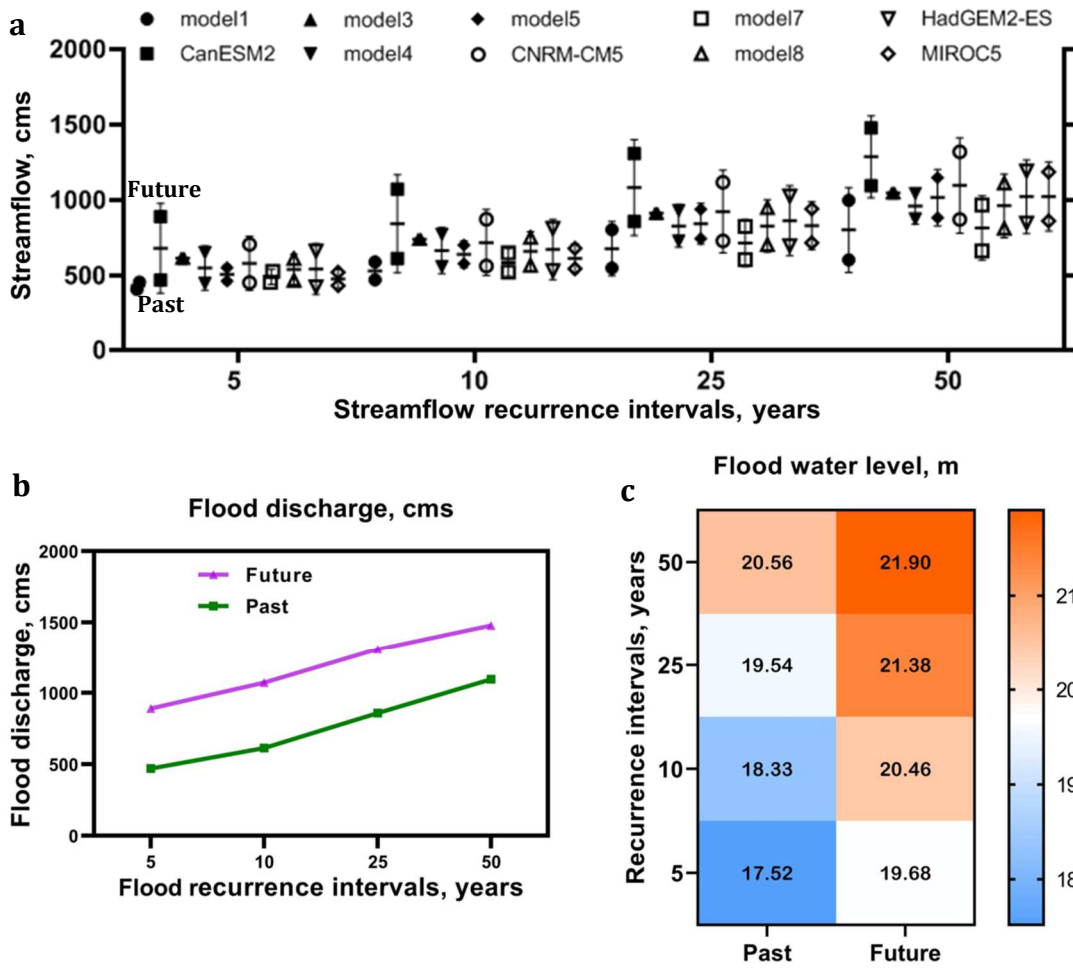 a
model1 model3 model5 model7 HadGEM2-ES
CanESM2 model4 CNRM-CM5 model8 MIROC5
Streamflow, cms
2000
1500
1000
500
0
Future
Past
5 10 25 50
Streamflow recurrence intervals, years
b
Flood discharge, cms
Flood discharge, cms
2000
1500
1000
500
0
Future
Past
5 10 25 50
Flood recurrence intervals, years
Flood water level, m
c
Recurrence intervals, years
50 20.56 21.90
25 19.54 21.38
10 18.33 20.46
5 17.52 19.68
Past Future
21
20
19
18